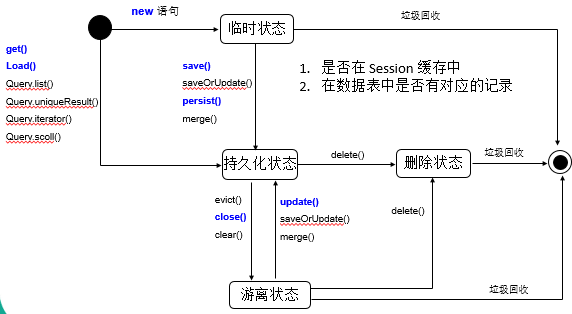 new 语句
临时状态
垃圾回收
get()
Load()
Query.list()
Query.uniqueResult()
Query.iterator()
Query.scoll()
save()
saveOrUpdate()
persist()
merge()
1. 是否在 Session 缓存中
2. 在数据表中是否有对应的记录
持久化状态
delete()
删除状态
垃圾回收
evict()
close()
clear()
update()
saveOrUpdate()
merge()
delete()
游离状态
垃圾回收